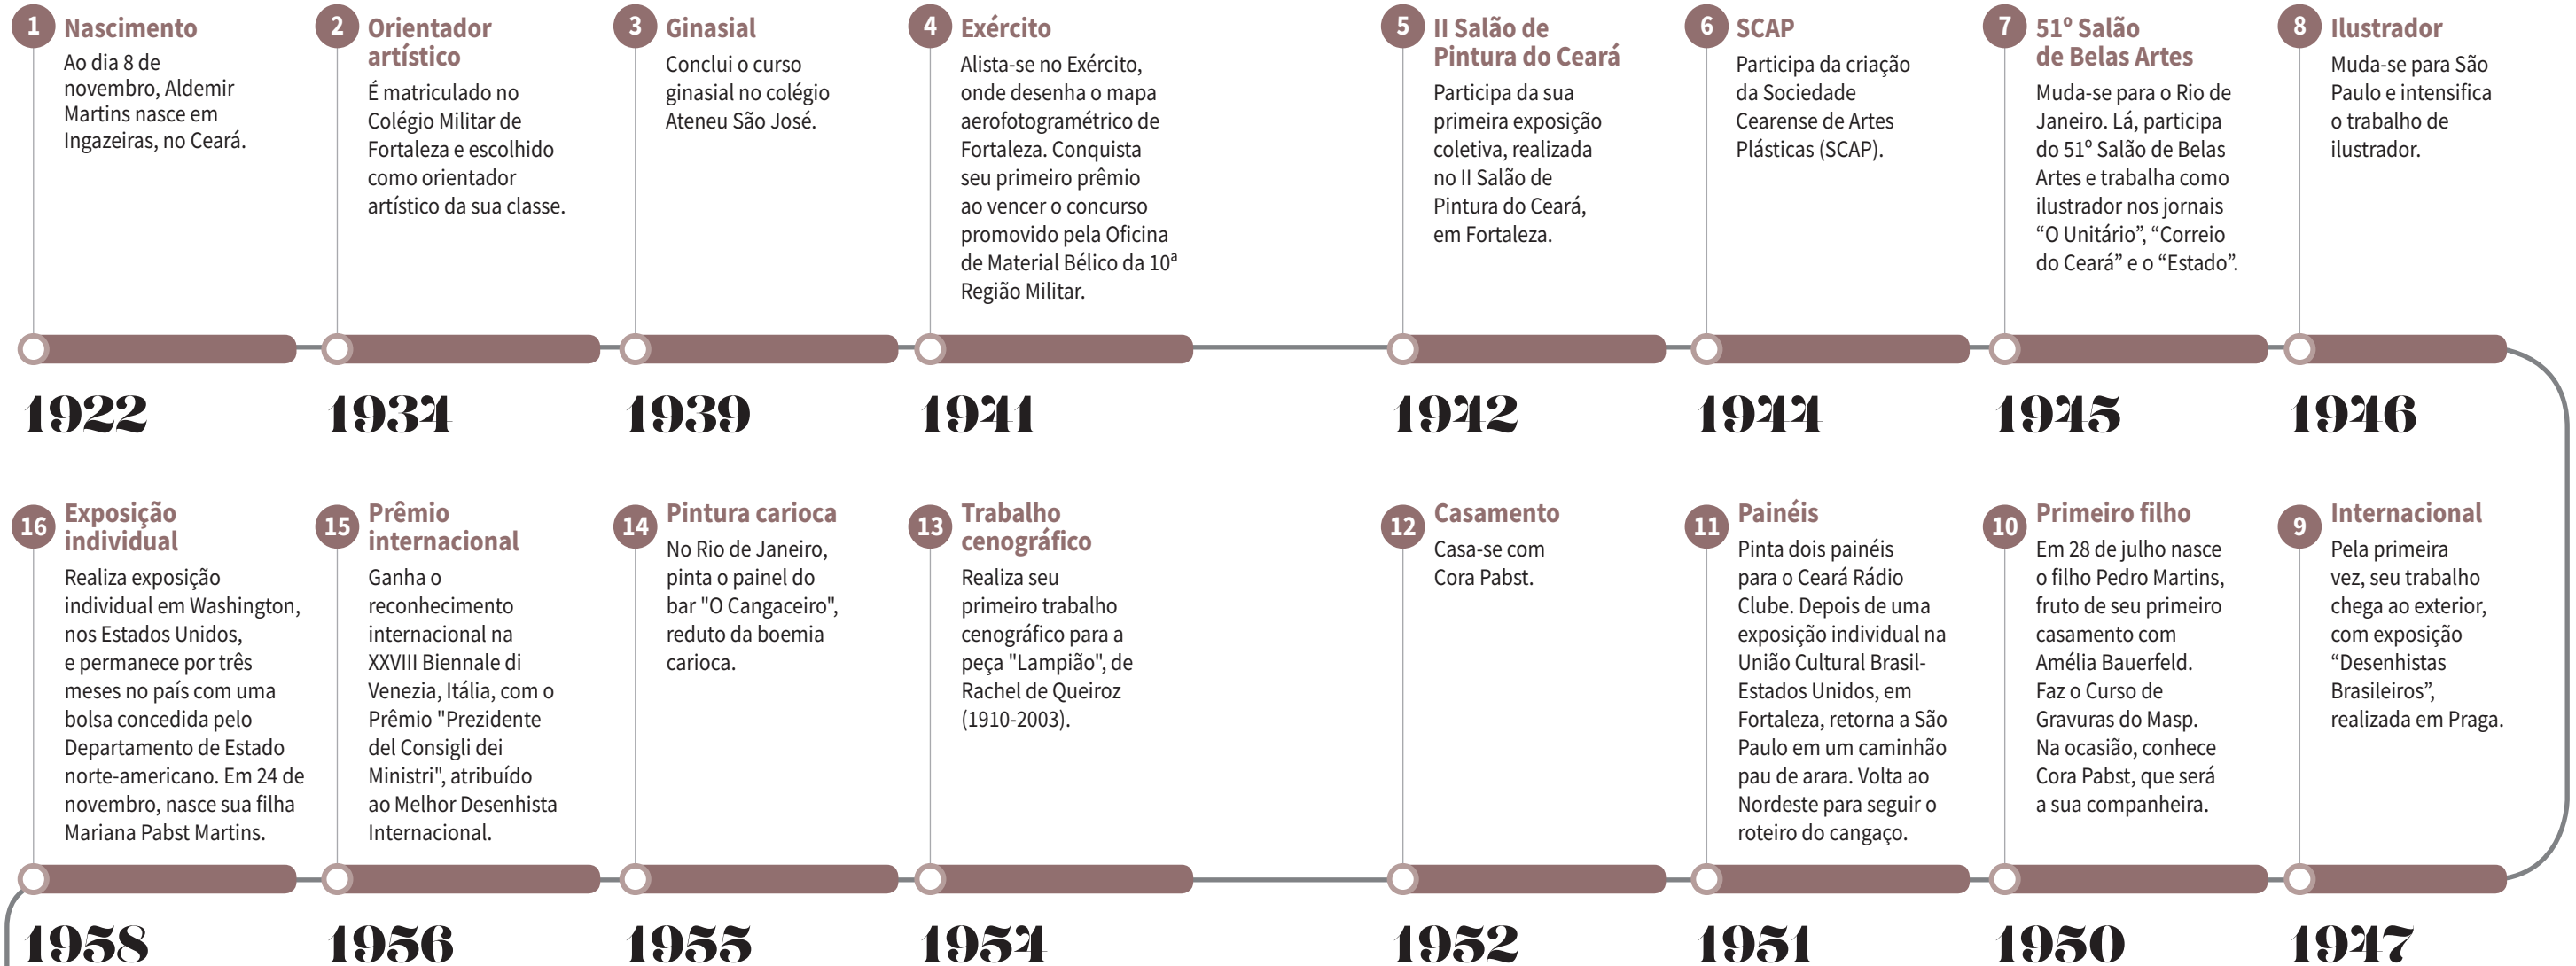 1
Nascimento
Ao dia 8 de
novembro, Aldemir
Martins nasce em
Ingazeiras, no Ceará.
1922
2
Orientador
artístico
É matriculado no
Colégio Militar de
Fortaleza e escolhido
como orientador
artístico da sua classe.
1934
3
Ginasial
Conclui o curso
ginasial no colégio
Ateneu São José.
1939
4
Exército
Alista-se no Exército,
onde desenha o mapa
aerofotogramétrico de
Fortaleza. Conquista
seu primeiro prêmio
ao vencer o concurso
promovido pela Oficina
de Material Bélico da 10ª
Região Militar.
1941
5
II Salão de
Pintura do Ceará
Participa da sua
primeira exposição
coletiva, realizada
no II Salão de
Pintura do Ceará,
em Fortaleza.
1942
6
SCAP
Participa da criação
da Sociedade
Cearense de Artes
Plásticas (SCAP).
1944
7
51º Salão
de Belas Artes
Muda-se para o Rio de
Janeiro. Lá, participa
do 51º Salão de Belas
Artes e trabalha como
ilustrador nos jornais
“O Unitário”, “Correio
do Ceará” e o “Estado”.
1945
8
Ilustrador
Muda-se para São
Paulo e intensifica
o trabalho de
ilustrador.
1946
9
Internacional
Pela primeira
vez, seu trabalho
chega ao exterior,
com exposição
“Desenhistas
Brasileiros”,
realizada em Praga.
1947
10
Primeiro filho
Em 28 de julho nasce
o filho Pedro Martins,
fruto de seu primeiro
casamento com
Amélia Bauerfeld.
Faz o Curso de
Gravuras do Masp.
Na ocasião, conhece
Cora Pabst, que será
a sua companheira.
1950
11
Painéis
Pinta dois painéis
para o Ceará Rádio
Clube. Depois de uma
exposição individual na
União Cultural Brasil-
Estados Unidos, em
Fortaleza, retorna a São
Paulo em um caminhão
pau de arara. Volta ao
Nordeste para seguir o
roteiro do cangaço.
1951
12
Casamento
Casa-se com
Cora Pabst.
1952
13
Trabalho
cenográfico
Realiza seu
primeiro trabalho
cenográfico para a
peça "Lampião", de
Rachel de Queiroz
(1910-2003).
1954
14
Pintura carioca
No Rio de Janeiro,
pinta o painel do
bar "O Cangaceiro",
reduto da boemia
carioca.
1955
15
Prêmio
internacional
Ganha o
reconhecimento
internacional na
XXVIII Biennale di
Venezia, Itália, com o
Prêmio "Prezidente
del Consigli dei
Ministri", atribuído
ao Melhor Desenhista
Internacional.
1956
16
Exposição
individual
Realiza exposição
individual em Washington,
nos Estados Unidos,
e permanece por três
meses no país com uma
bolsa concedida pelo
Departamento de Estado
norte-americano. Em 24 de
novembro, nasce sua filha
Mariana Pabst Martins.
1958